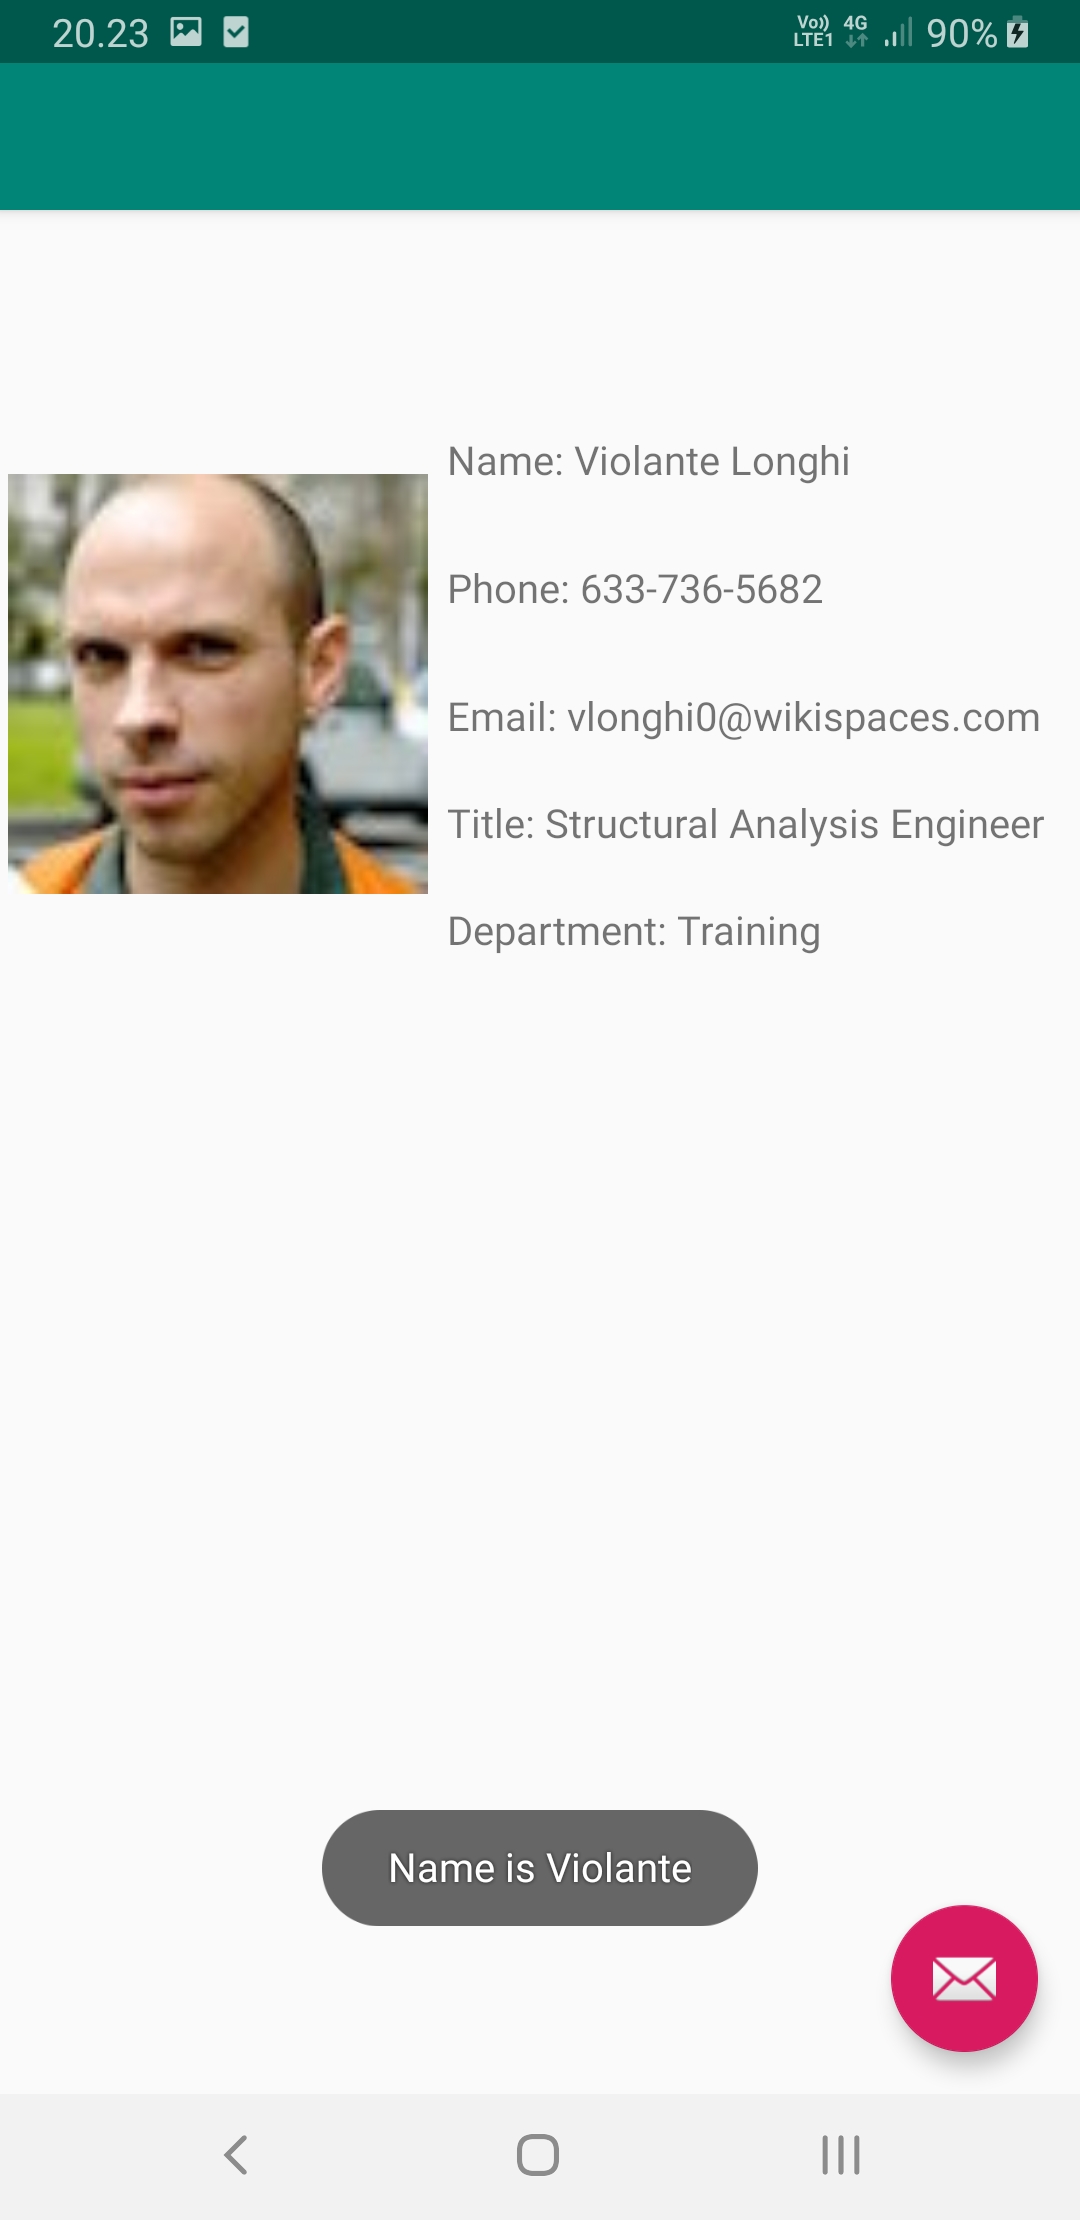 20.23
Vo)) LTE1 4G 90%
Name: Violante Longhi
Phone: 633-736-5682
Email: vlonghi0@wikispaces.com
Title: Structural Analysis Engineer
Department: Training
Name is Violante